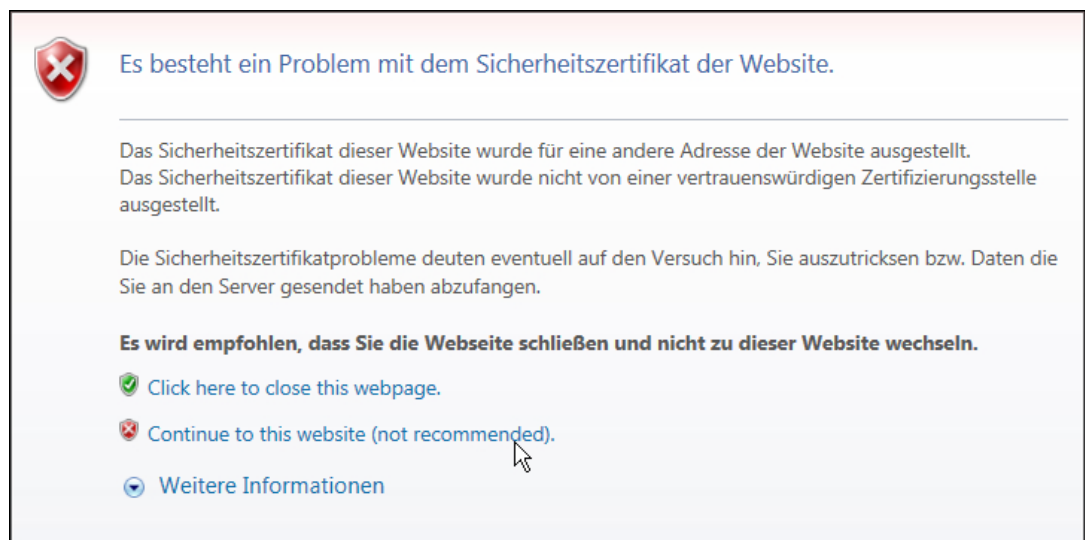 Es besteht ein Problem mit dem Sicherheitszertifikat der Website.
Das Sicherheitszertifikat dieser Website wurde für eine andere Adresse der Website ausgestellt.
Das Sicherheitszertifikat dieser Website wurde nicht von einer vertrauenswürdigen Zertifizierungsstelle
ausgestellt.
Die Sicherheitszertifikatprobleme deuten eventuell auf den Versuch hin, Sie auszutricksen bzw. Daten die
Sie an den Server gesendet haben abzufangen.
Es wird empfohlen, dass Sie die Webseite schließen und nicht zu dieser Website wechseln.
Click here to close this webpage.
Continue to this website (not recommended).
Weitere Informationen